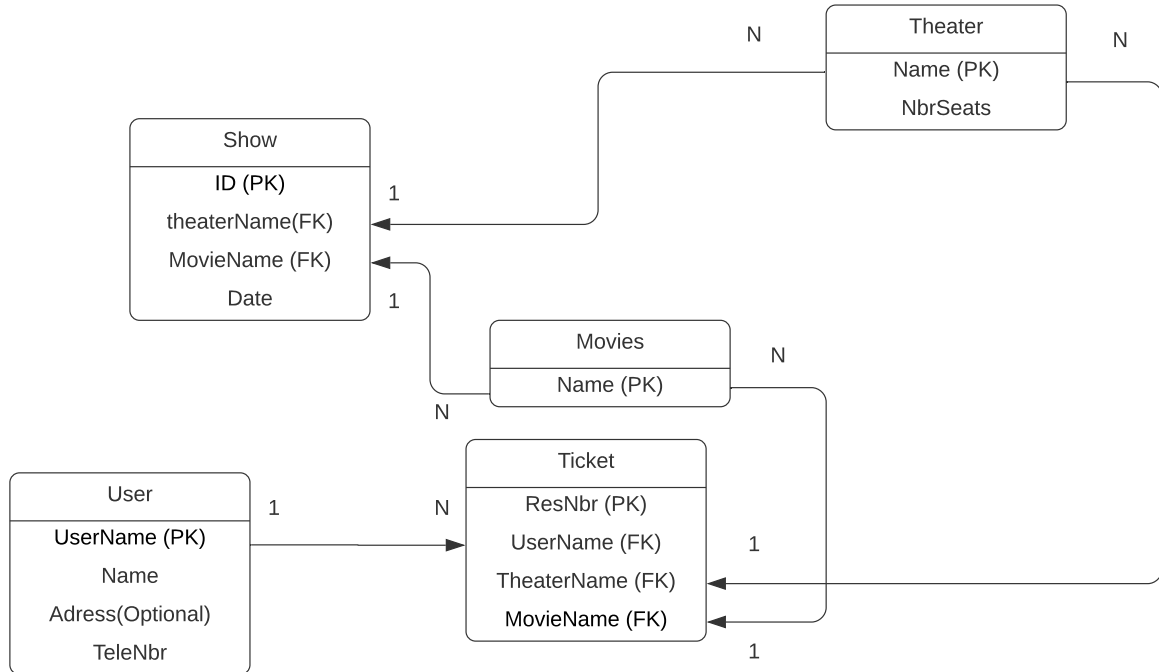 N
Theater
N
Name (PK)
NbrSeats
Show
ID (PK)
theaterName(FK)
MovieName (FK)
Date
1
1
Movies
Name (PK)
N
N
User
UserName (PK)
Name
Adress(Optional)
TeleNbr
1
N
Ticket
ResNbr (PK)
UserName (FK)
TheaterName (FK)
MovieName (FK)
1
1